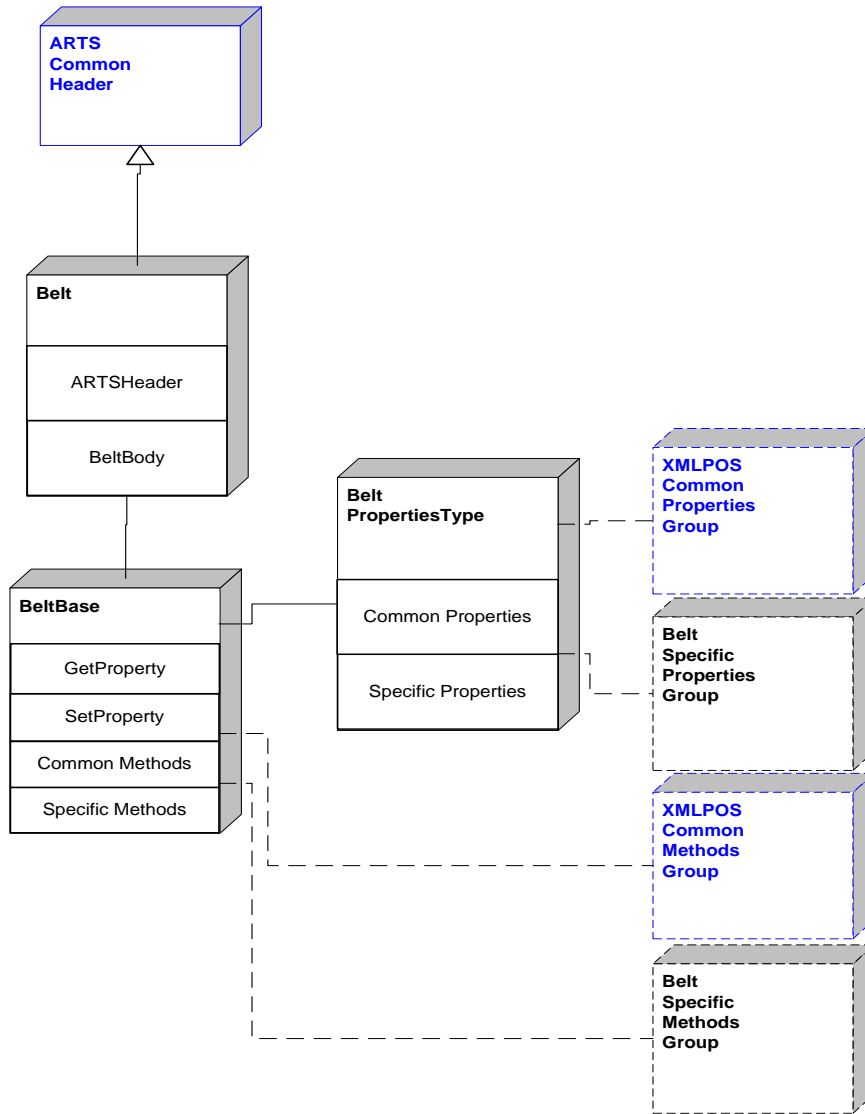 ARTS
Common
Header
Belt
ARTSHeader
BeltBody
BeltBase
GetProperty
SetProperty
Common Methods
Specific Methods
Belt
PropertiesType
Common Properties
Specific Properties
XMLPOS
Common
Properties
Group
Belt
Specific
Properties
Group
XMLPOS
Common
Methods
Group
Belt
Specific
Methods
Group